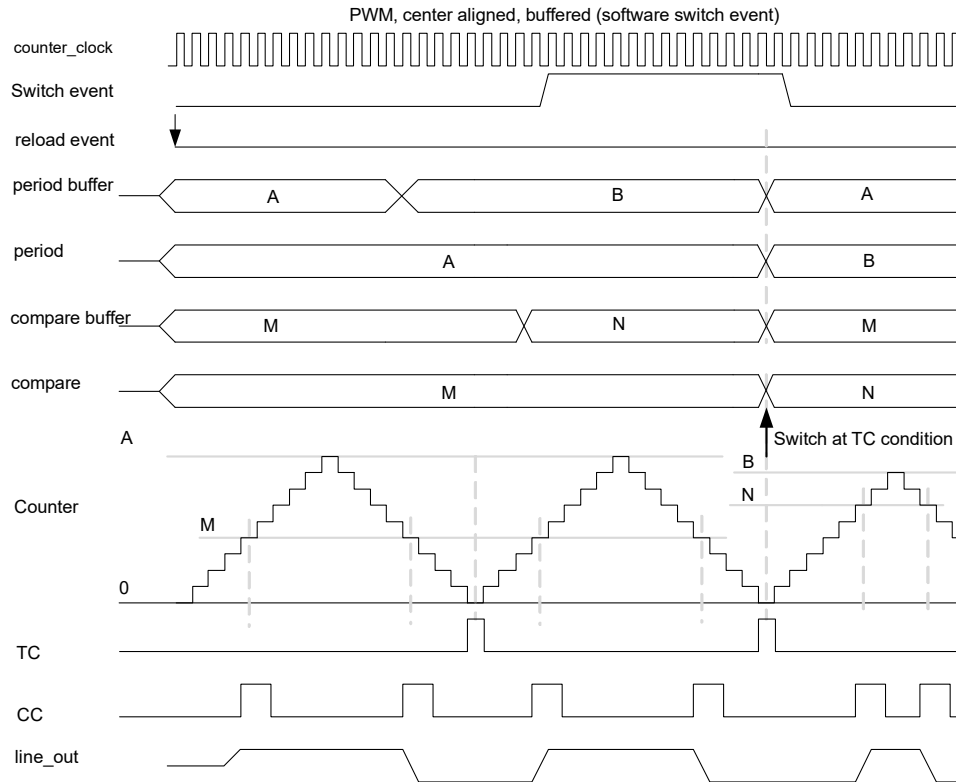 PWM, center aligned, buffered (software switch event)
counter_clock
Switch event
reload event
period buffer
A
B
A
period
A
B
compare buffer
M
N
M
compare
M
N
Switch at TC condition
A
B
N
Counter
M
0
TC
CC
line_out